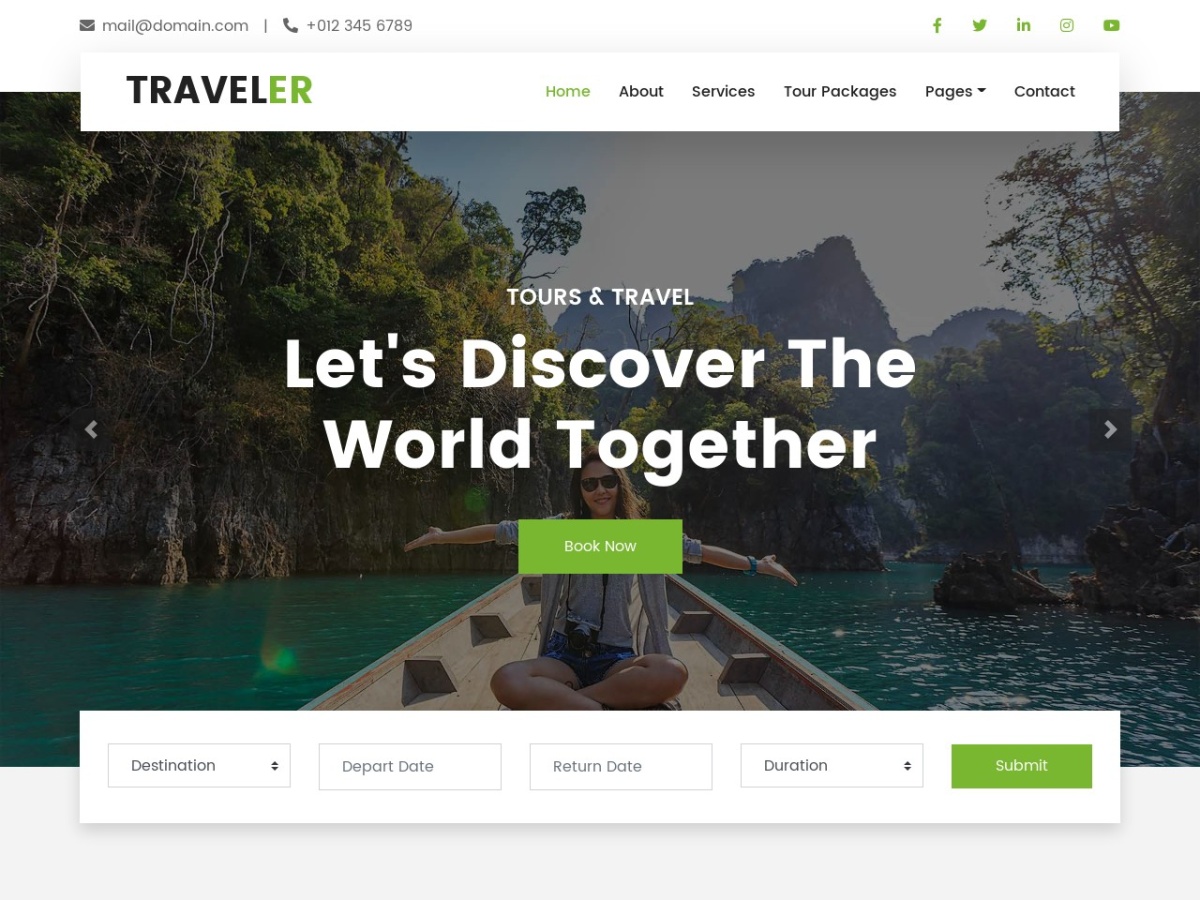 mail@domain.com | +012 345 6789
TRAVELER
Home About Services Tour Packages Pages Contact
TOURS & TRAVEL
Let's Discover The
World Together
Book Now
Destination Depart Date Return Date Duration Submit